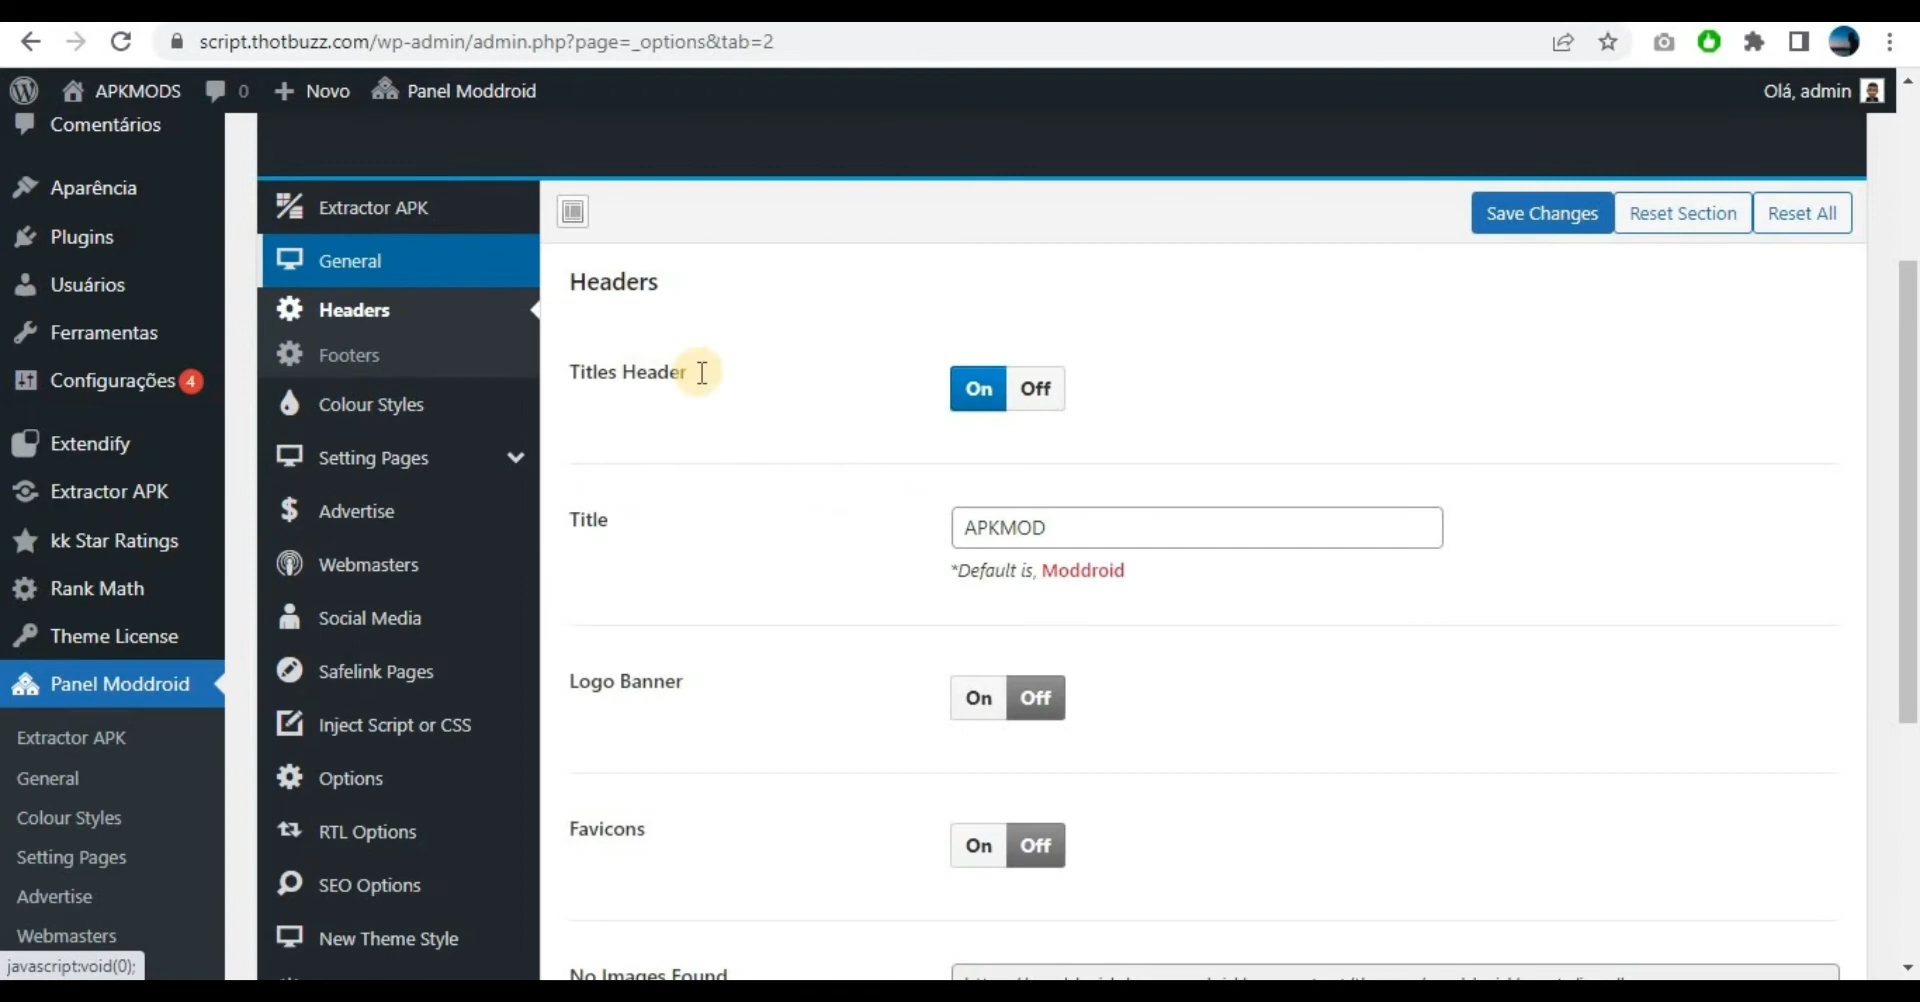 script.thotbuzz.com/wp-admin/admin.php?page=_options&tab=2
APKMODS
0
Novo
Panel Moddroid
Olá, admin
Comentários
Aparência
Plugins
Usuários
Ferramentas
Configurações 4
Extendify
Extractor APK
kk Star Ratings
Rank Math
Theme License
Panel Moddroid
Extractor APK
General
Colour Styles
Setting Pages
Advertise
Webmasters
javascript:void(0);
Extractor APK
General
Headers
Footers
Colour Styles
Setting Pages
Advertise
Webmasters
Social Media
Safelink Pages
Inject Script or CSS
Options
RTL Options
SEO Options
New Theme Style
Save Changes
Reset Section
Reset All
Headers
Titles Header
On Off
Title
APKMOD
*Default is, Moddroid
Logo Banner
On Off
Favicons
On Off
No Images Found